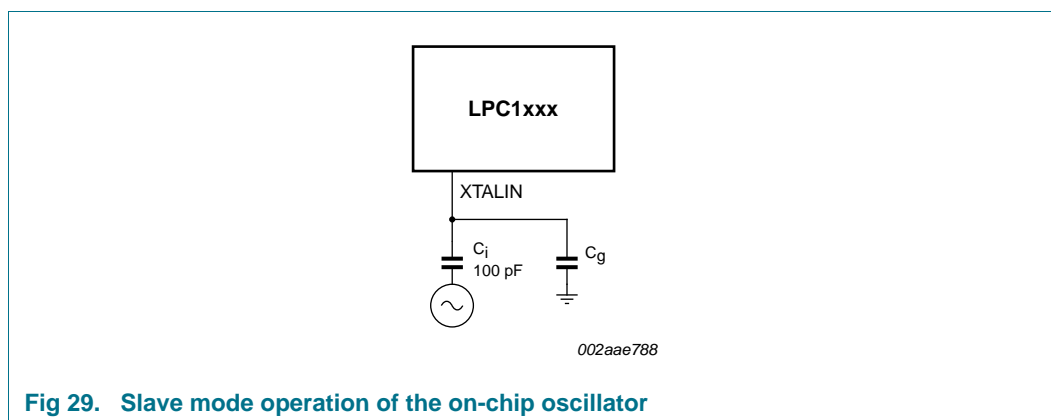 LPC1xxx
XTALIN
Ci
100 pF
Cg
002aae788
Fig 29. Slave mode operation of the on-chip oscillator